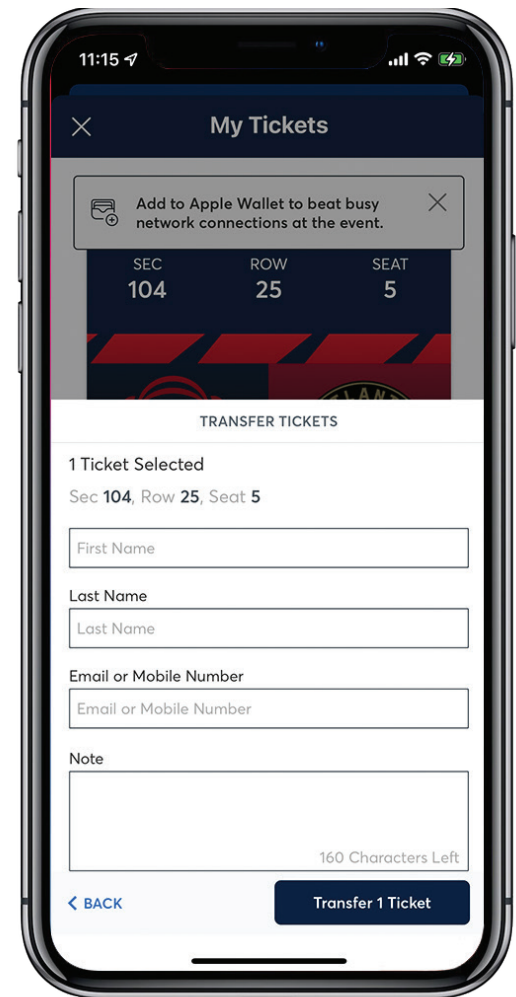 11:15
My Tickets
Add to Apple Wallet to beat busy
network connections at the event.
SEC ROW SEAT
104 25 5
TRANSFER TICKETS
1 Ticket Selected
Sec 104, Row 25, Seat 5
First Name
Last Name
Last Name
Email or Mobile Number
Email or Mobile Number
Note
160 Characters Left
BACK
Transfer 1 Ticket